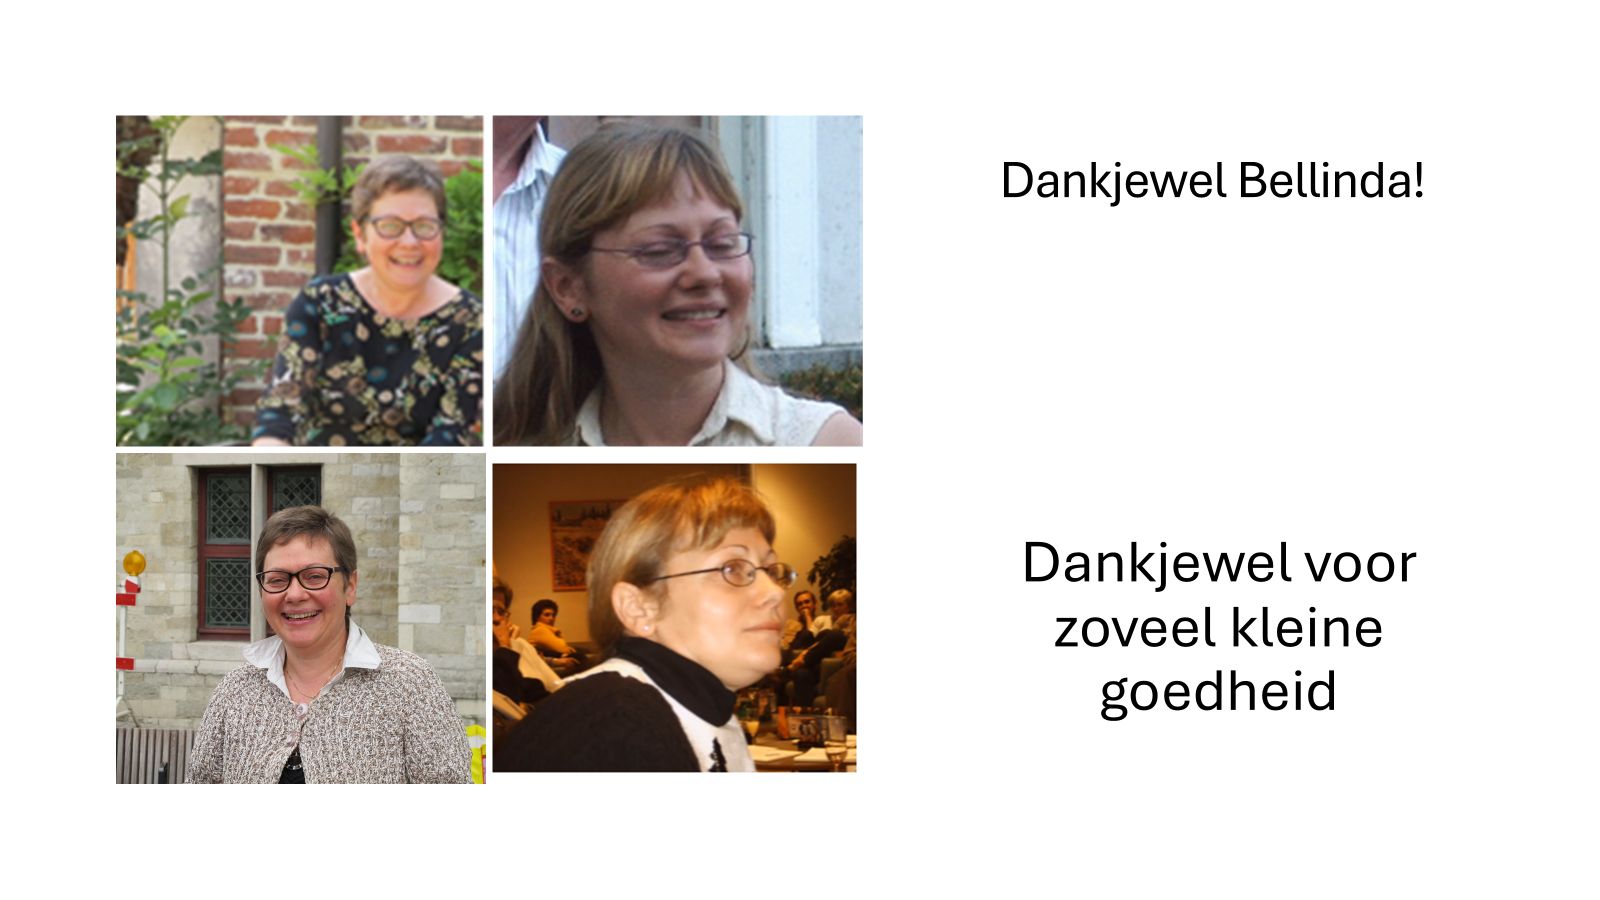 Dankjewel Bellinda!
Dankjewel voor
zoveel kleine
goedheid